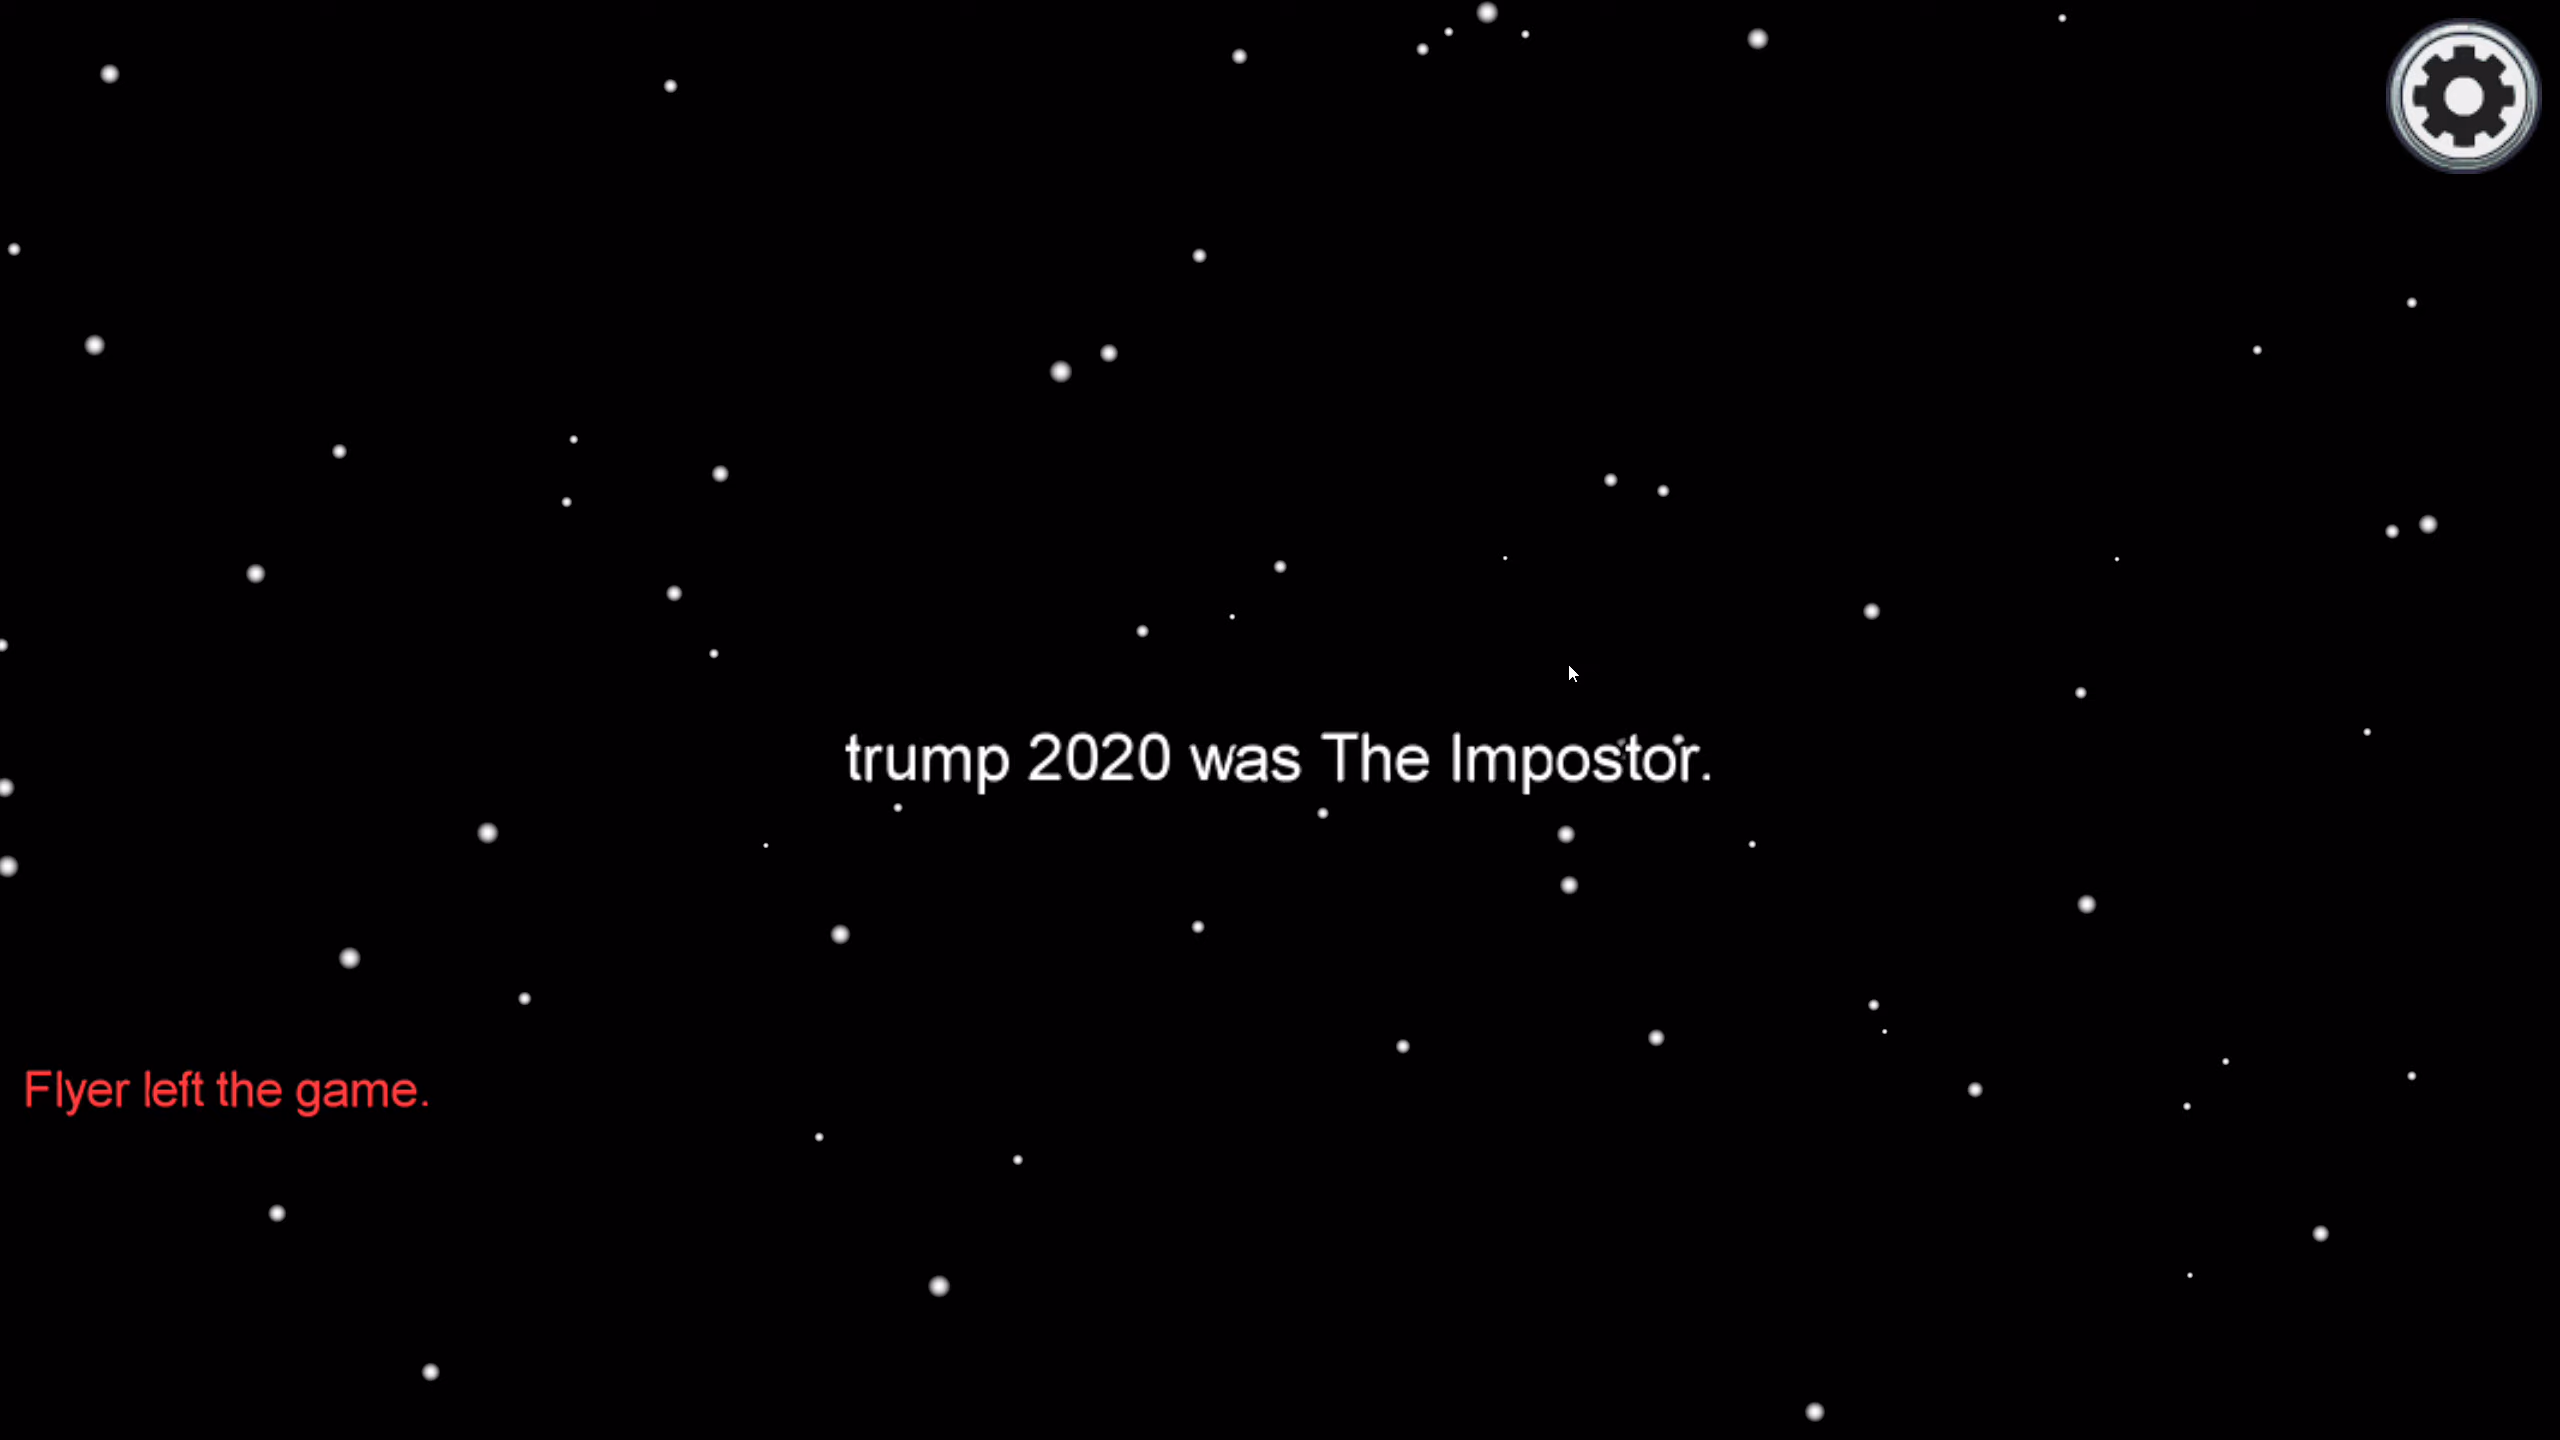 trump 2020 was The Impostor.
Flyer left the game.